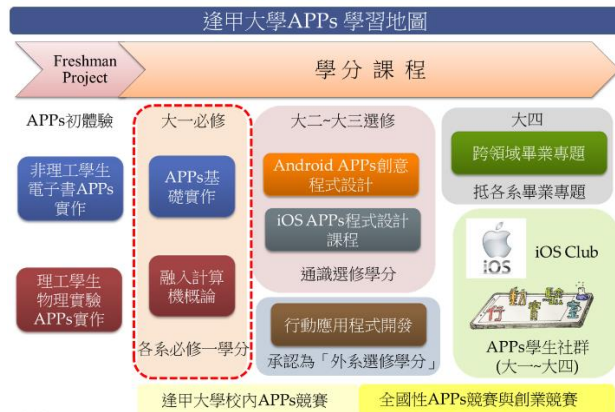 逢甲大學APPs 學習地圖
Freshman
Project
學分課程
APPs初體驗
大一必修
大二~大三選修
大四
非理工學生
電子書APPs
實作
APPs基
礎實作
Android APPs創意
程式設計
跨領域畢業專題
抵各系畢業專題
iOS APPs程式設計
課程
通識選修學分
理工學生
物理實驗
APPs實作
融入計算
機概論
各系必修一學分
行動應用程式開發
承認為「外系選修學分」
iOS
iOS Club
APPs學生社群
(大一~大四)
逢甲大學校內APPs競賽
全國性APPs競賽與創業競賽